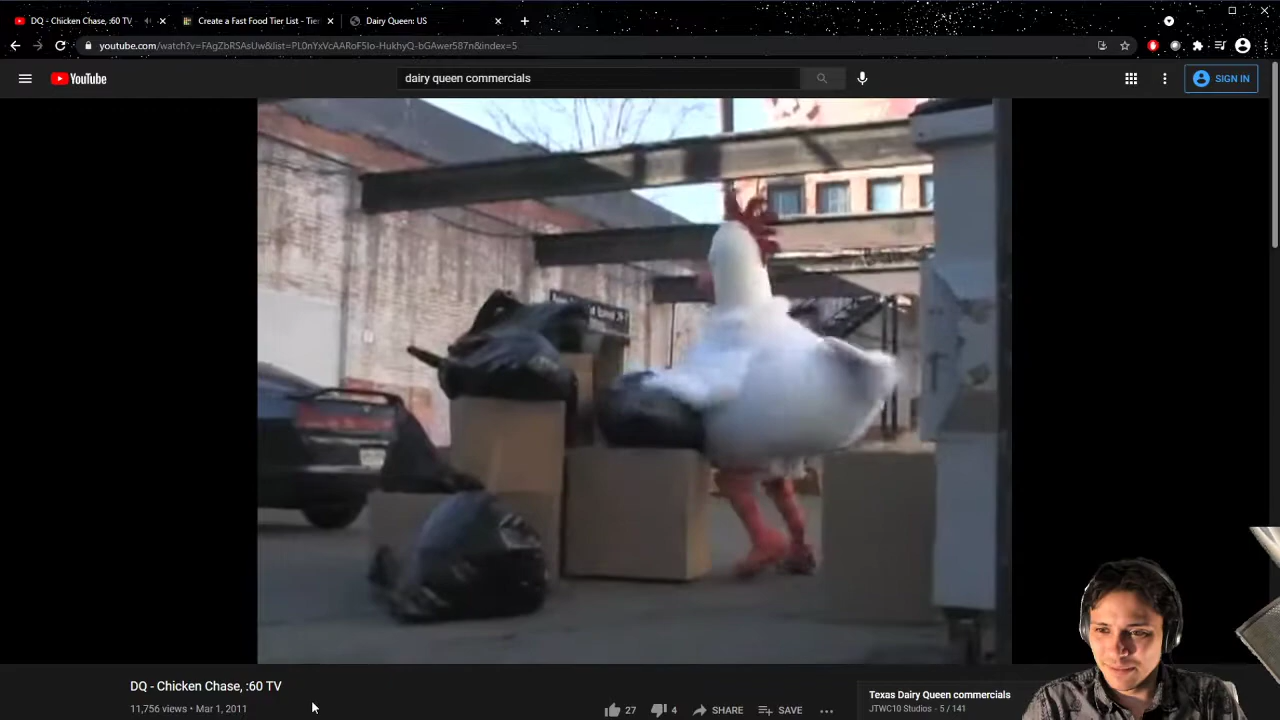 DQ - Chicken Chase, :60 TV
Create a Fast Food Tier List - Tier
Dairy Queen: US
youtube.com/watch?v=FAgZbRSAsUw&list=PL0nYxVcAARoF5Io-HukhyQ-bGAwer587n&index=5
YouTube
dairy queen commercials
SIGN IN
DQ - Chicken Chase, :60 TV
11,756 views • Mar 1, 2011
27
4
SHARE
SAVE
Texas Dairy Queen commercials
JTWC10 Studios - 5 / 141